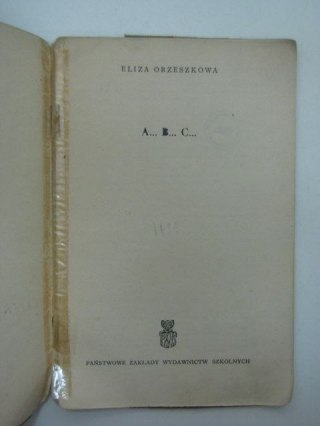 ELIZA ORZESZKOWA
A... B... C...
PAŃSTWOWE ZAKŁADY WYDAWNICTW SZKOLNYCH